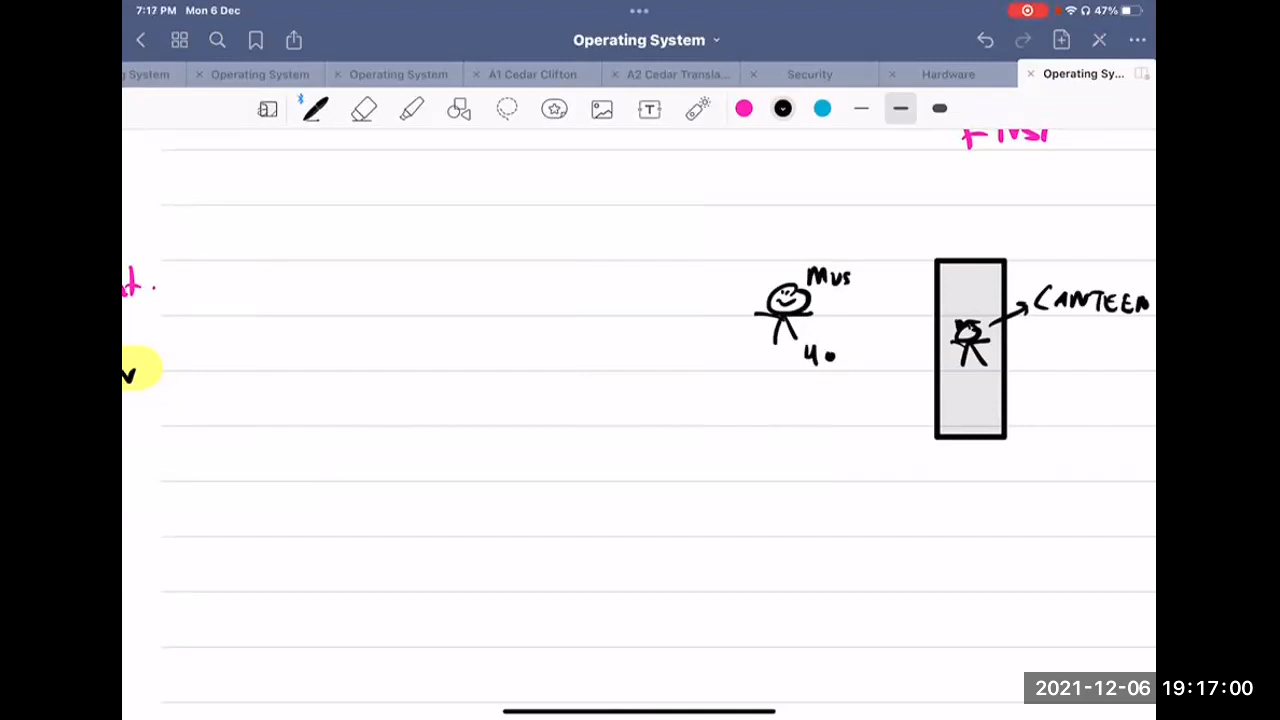 7:17 PM Mon 6 Dec
47%
Operating System
g System
Operating System
Operating System
A1 Cedar Clifton
A2 Cedar Transla...
Security
Hardware
Operating Sy...
T
First
Mus
CANTEEN
2021-12-06 19:17:00